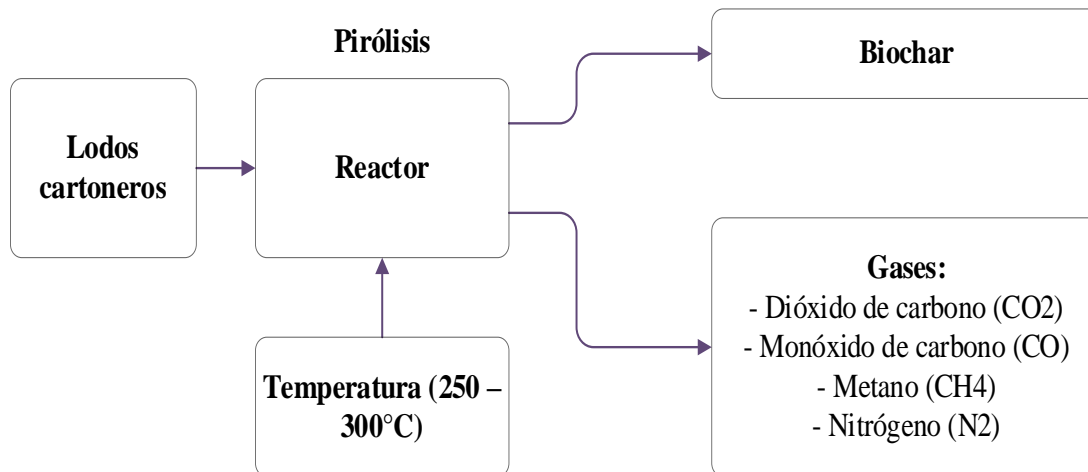 Pirólisis
Lodos
cartoneros
Reactor
Temperatura (250 –
300°C)
Biochar
Gases:
- Dióxido de carbono (CO2)
- Monóxido de carbono (CO)
- Metano (CH4)
- Nitrógeno (N2)